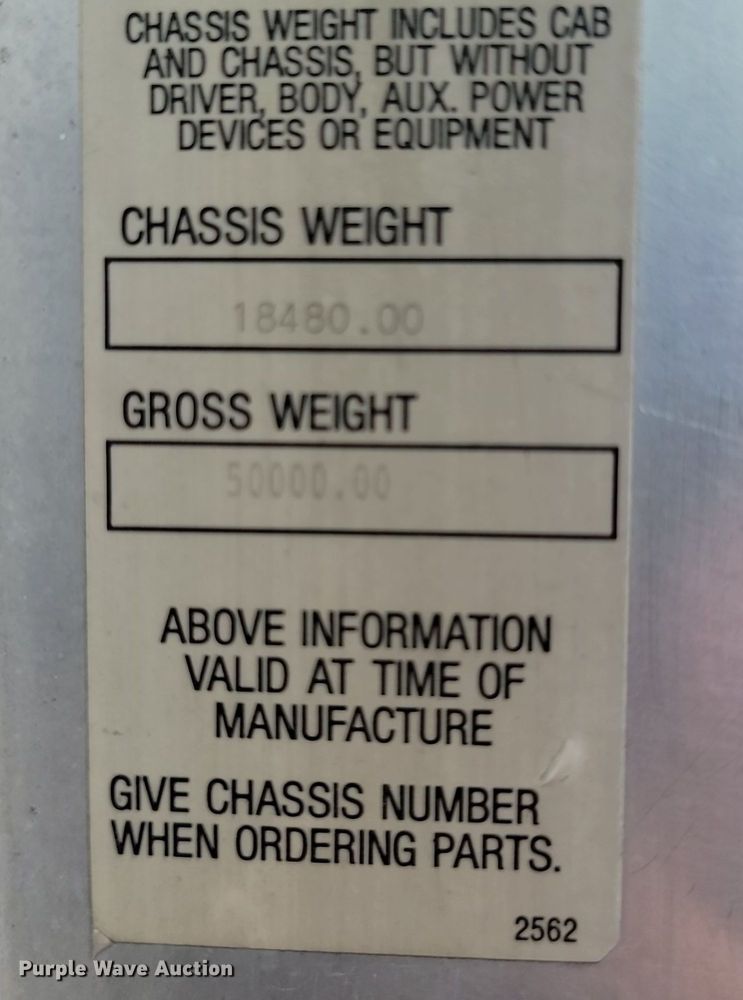 CHASSIS WEIGHT INCLUDES CAB
AND CHASSIS, BUT WITHOUT
DRIVER, BODY, AUX. POWER
DEVICES OR EQUIPMENT
CHASSIS WEIGHT
18480.00
GROSS WEIGHT
50000.00
ABOVE INFORMATION
VALID AT TIME OF
MANUFACTURE
GIVE CHASSIS NUMBER
WHEN ORDERING PARTS.
2562
Purple Wave Auction